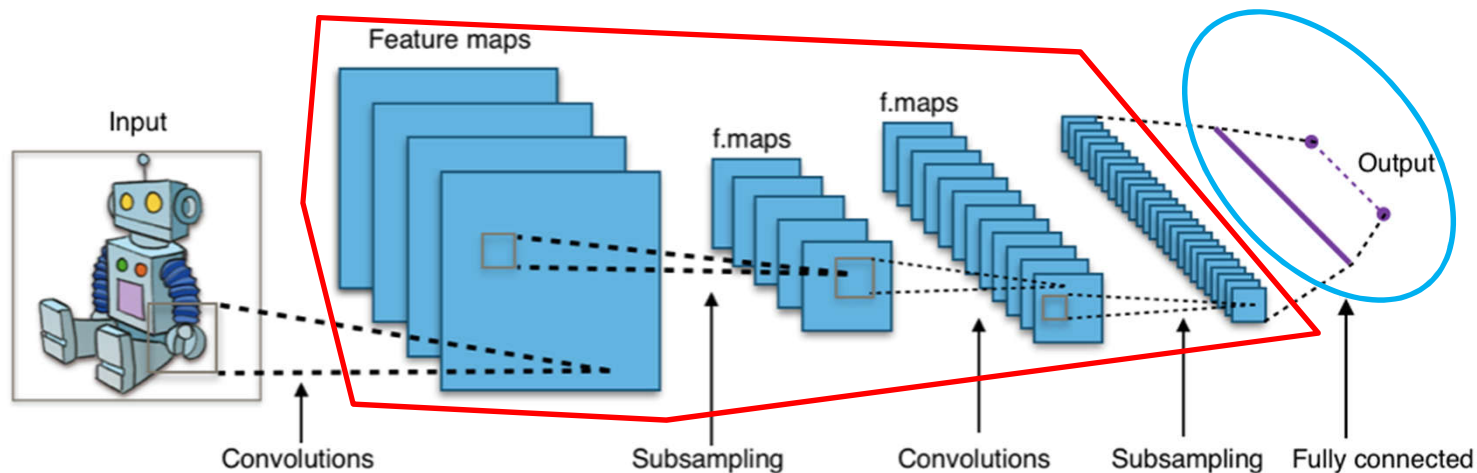 Feature maps
Input
f.maps
f.maps
Output
Convolutions
Subsampling
Convolutions
Subsampling
Fully connected